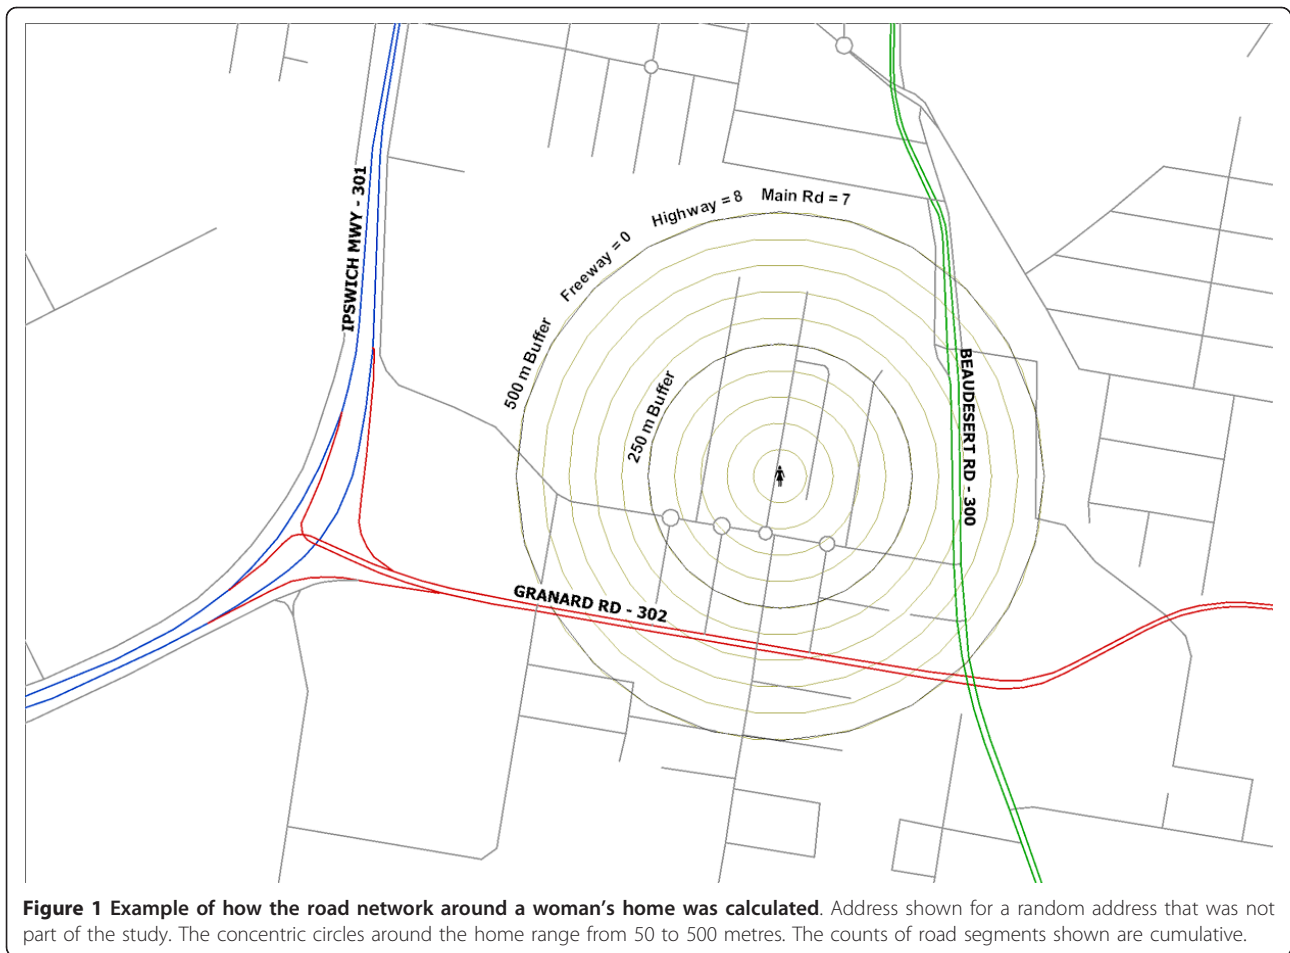 IPSWICH MWY - 301
Freeway = 0
Highway = 8
Main Rd = 7
500 m Buffer
250 m Buffer
BEAUDESERT RD - 300
GRANARD RD - 302
Figure 1 Example of how the road network around a woman's home was calculated. Address shown for a random address that was not
part of the study. The concentric circles around the home range from 50 to 500 metres. The counts of road segments shown are cumulative.